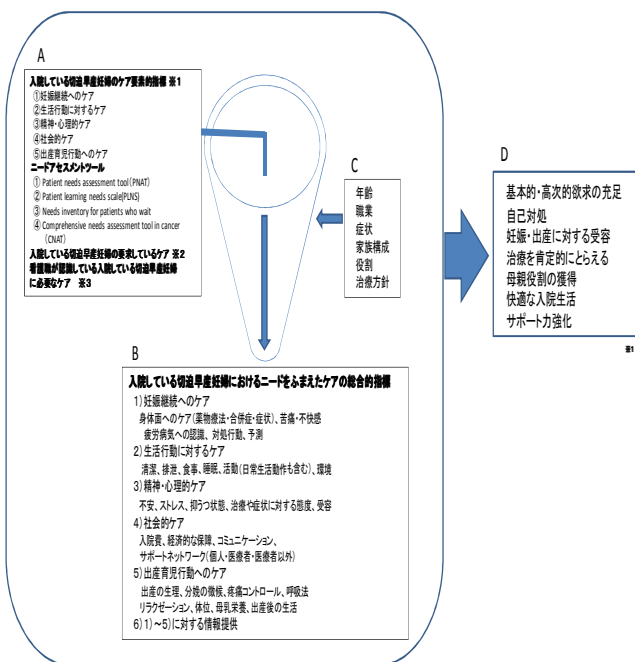 A
入院している切迫早産妊婦のケア要素的指標 ※1
①妊娠継続へのケア
②生活行動に対するケア
③精神・心理的ケア
④社会的ケア
⑤出産育児行動へのケア
ニードアセスメントツール
① Patient needs assessment tool(PNAT)
② Patient learning needs scale(PLNS)
③ Needs inventory for patients who wait
④ Comprehensive needs assessment tool in cancer
(CNAT)
入院している切迫早産妊婦の要求しているケア ※2
看護職が認識している入院している切迫早産妊婦
に必要なケア ※3
C
年齢
職業
症状
家族構成
役割
治療方針
D
基本的・高次的欲求の充足
自己対処
妊娠・出産に対する受容
治療を肯定的にとらえる
母親役割の獲得
快適な入院生活
サポート力強化
※1
B
入院している切迫早産妊婦におけるニードをふまえたケアの総合的指標
1)妊娠継続へのケア
身体面へのケア(薬物療法・合併症・症状)、苦痛・不快感
疲労病気への認識、対処行動、予測
2)生活行動に対するケア
清潔、排泄、食事、睡眠、活動(日常生活動作も含む)、環境
3)精神・心理的ケア
不安、ストレス、抑うつ状態、治療や症状に対する態度、受容
4)社会的ケア
入院費、経済的な保障、コミュニケーション、
サポートネットワーク(個人・医療者・医療者以外)
5)出産育児行動へのケア
出産の生理、分娩の徴候、疼痛コントロール、呼吸法
リラクゼーション、体位、母乳栄養、出産後の生活
6)1)～5)に対する情報提供